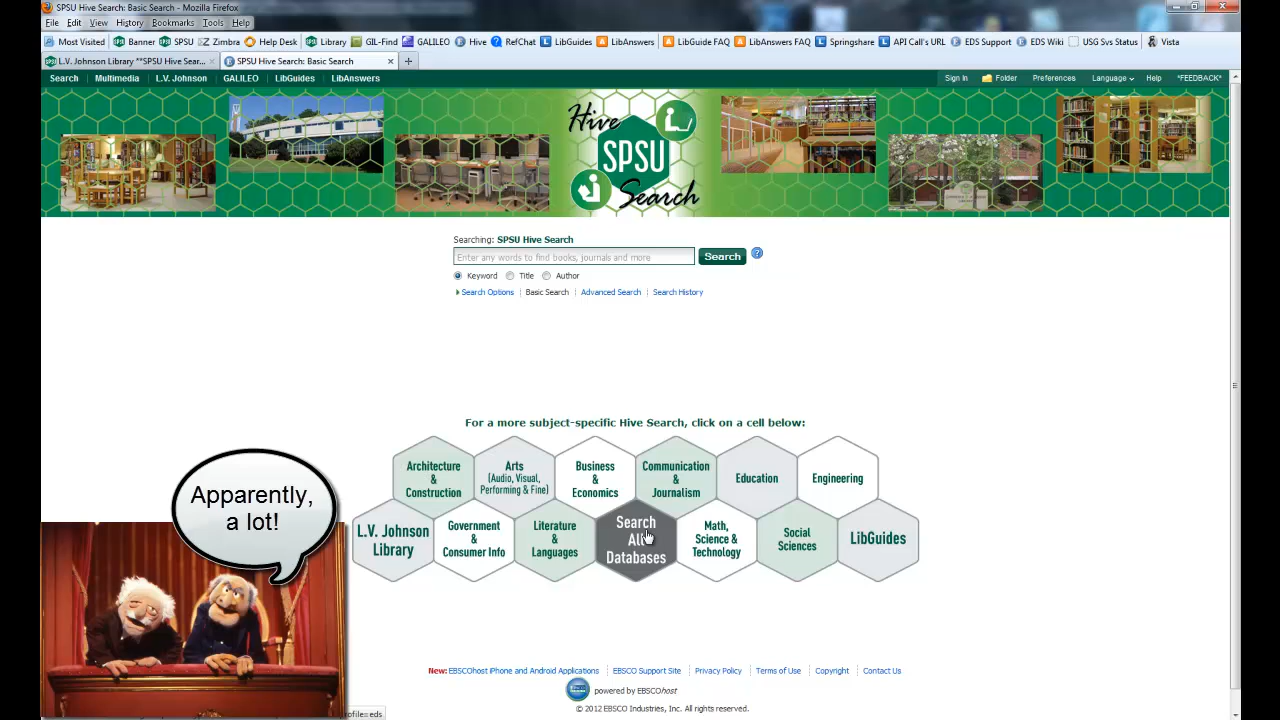 SPSU Hive Search: Basic Search - Mozilla Firefox
File Edit View History Bookmarks Tools Help
Most Visited Banner SPSU Zimbra Help Desk Library GIL-Find GALILEO Hive RefChat LibGuides LibAnswers LibGuide FAQ LibAnswers FAQ Springshare API Call's URL EDS Support EDS Wiki USG Sys Status Vista
L.V. Johnson Library **SPSU Hive Sear... SPSU Hive Search: Basic Search
Search Multimedia L.V. Johnson GALILEO LibGuides LibAnswers Sign In Folder Preferences Language Help *FEEDBACK*
Hive
SPSU
Search
Searching: SPSU Hive Search
Enter any words to find books, journals and more Search
Keyword Title Author
Search Options Basic Search Advanced Search Search History
For a more subject-specific Hive Search, click on a cell below:
Architecture
&
Construction
Arts
(Audio, Visual,
Performing & Fine)
Business
&
Economics
Communication
&
Journalism
Education
Engineering
L.V. Johnson
Library
Government
&
Consumer Info
Literature
&
Languages
Search
All
Databases
Math,
Science &
Technology
Social
Sciences
LibGuides
Apparently,
a lot!
New: EBSCOhost iPhone and Android Applications EBSCO Support Site Privacy Policy Terms of Use Copyright Contact Us
powered by EBSCOhost
© 2012 EBSCO Industries, Inc. All rights reserved.
rofile=eds